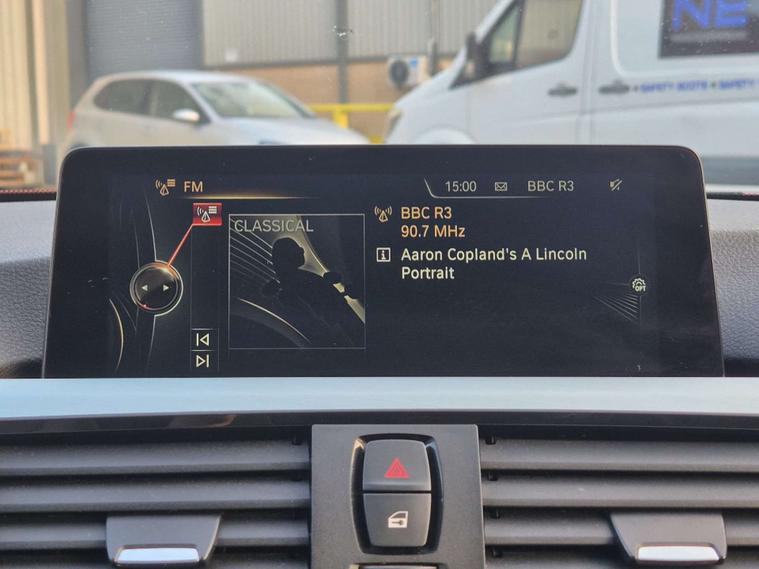 NE
SAFETY BOOTS • SAFETY
FM
15:00
BBC R3
CLASSICAL
BBC R3
90.7 MHz
Aaron Copland's A Lincoln
Portrait
OPT